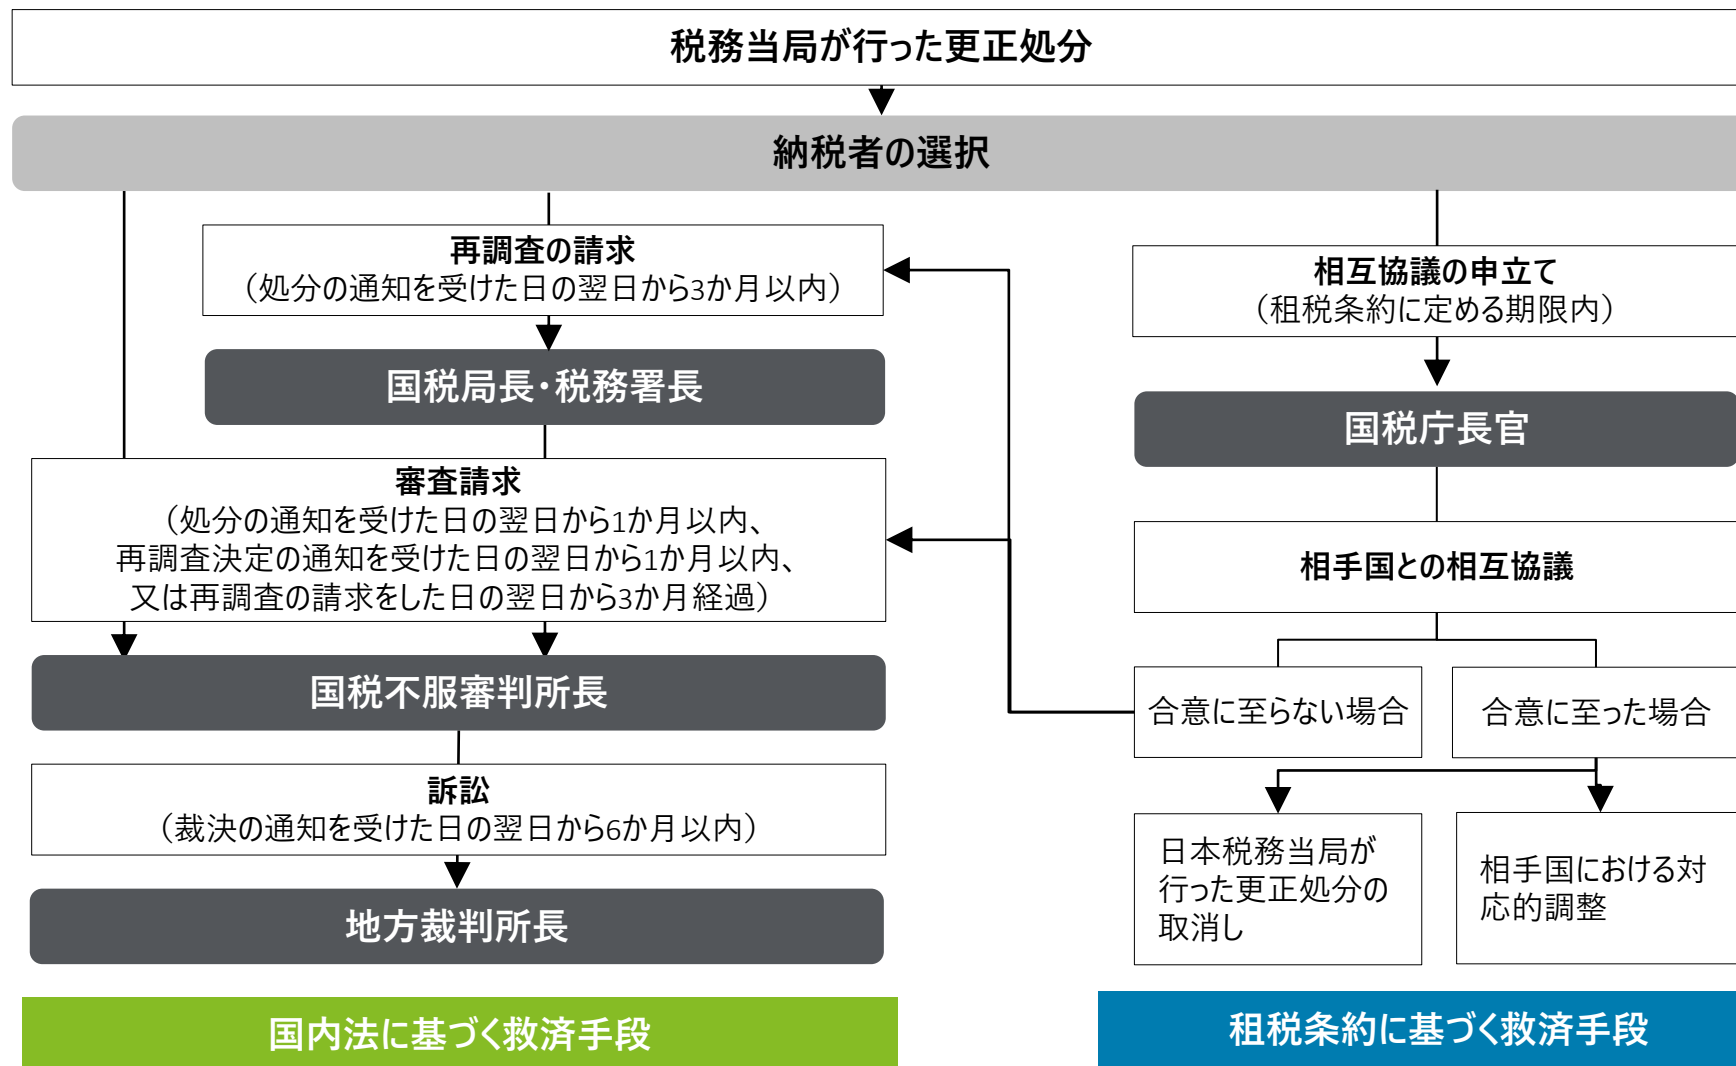 税務当局が行った更正処分
納税者の選択
再調査の請求
（処分の通知を受けた日の翌日から3か月以内）
国税局長・税務署長
審査請求
（処分の通知を受けた日の翌日から1か月以内、
再調査決定の通知を受けた日の翌日から1か月以内、
又は再調査の請求をした日の翌日から3か月経過）
国税不服審判所長
訴訟
（裁決の通知を受けた日の翌日から6か月以内）
地方裁判所長
国内法に基づく救済手段
相互協議の申立て
（租税条約に定める期限内）
国税庁長官
相手国との相互協議
合意に至らない場合
合意に至った場合
日本税務当局が
行った更正処分の
取消し
相手国における対
応的調整
租税条約に基づく救済手段